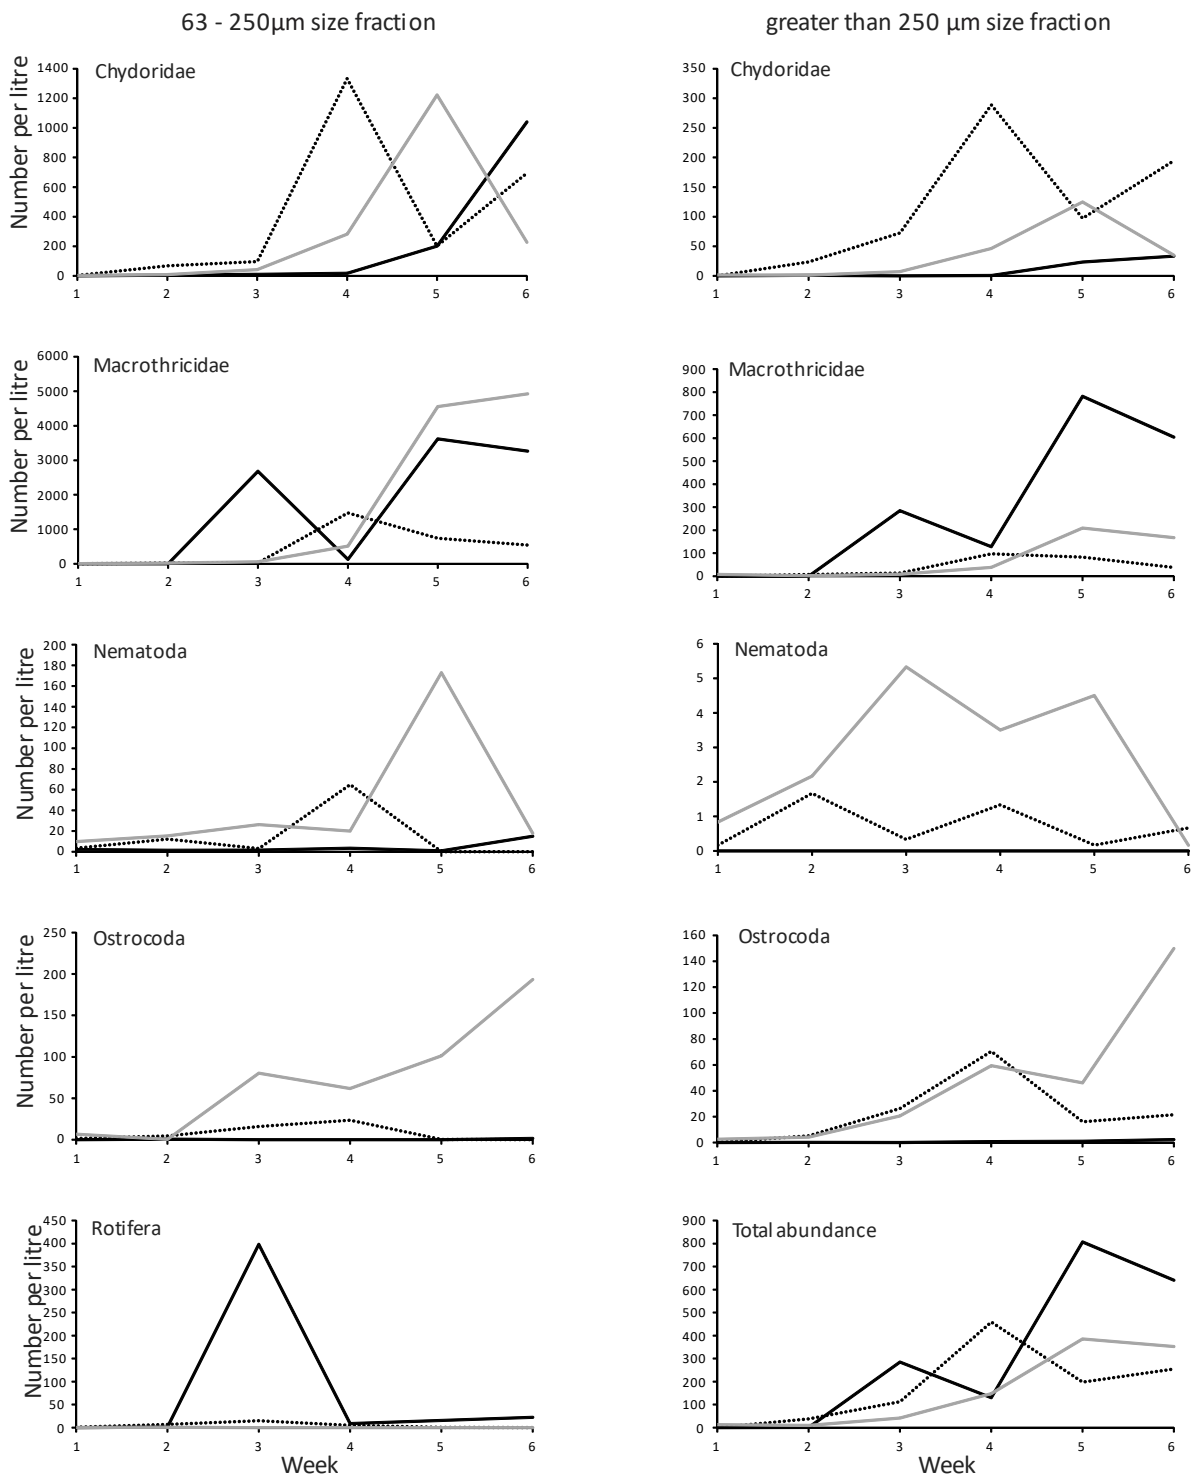 63 - 250µm size fraction
greater than 250 µm size fraction
Number per litre
Chydoridae
1400
1200
1000
800
600
400
200
0
1 2 3 4 5 6
Chydoridae
350
300
250
200
150
100
50
0
1 2 3 4 5 6
Number per litre
Macrothricidae
6000
5000
4000
3000
2000
1000
0
1 2 3 4 5 6
Macrothricidae
900
800
700
600
500
400
300
200
100
0
1 2 3 4 5 6
Number per litre
Nematoda
200
180
160
140
120
100
80
60
40
20
0
1 2 3 4 5 6
Nematoda
6
5
4
3
2
1
0
1 2 3 4 5 6
Number per litre
Ostrocoda
250
200
150
100
50
0
1 2 3 4 5 6
Ostrocoda
160
140
120
100
80
60
40
20
0
1 2 3 4 5 6
Number per litre
Rotifera
450
400
350
300
250
200
150
100
50
0
1 2 3 4 5 6
Week
Total abundance
900
800
700
600
500
400
300
200
100
0
1 2 3 4 5 6
Week